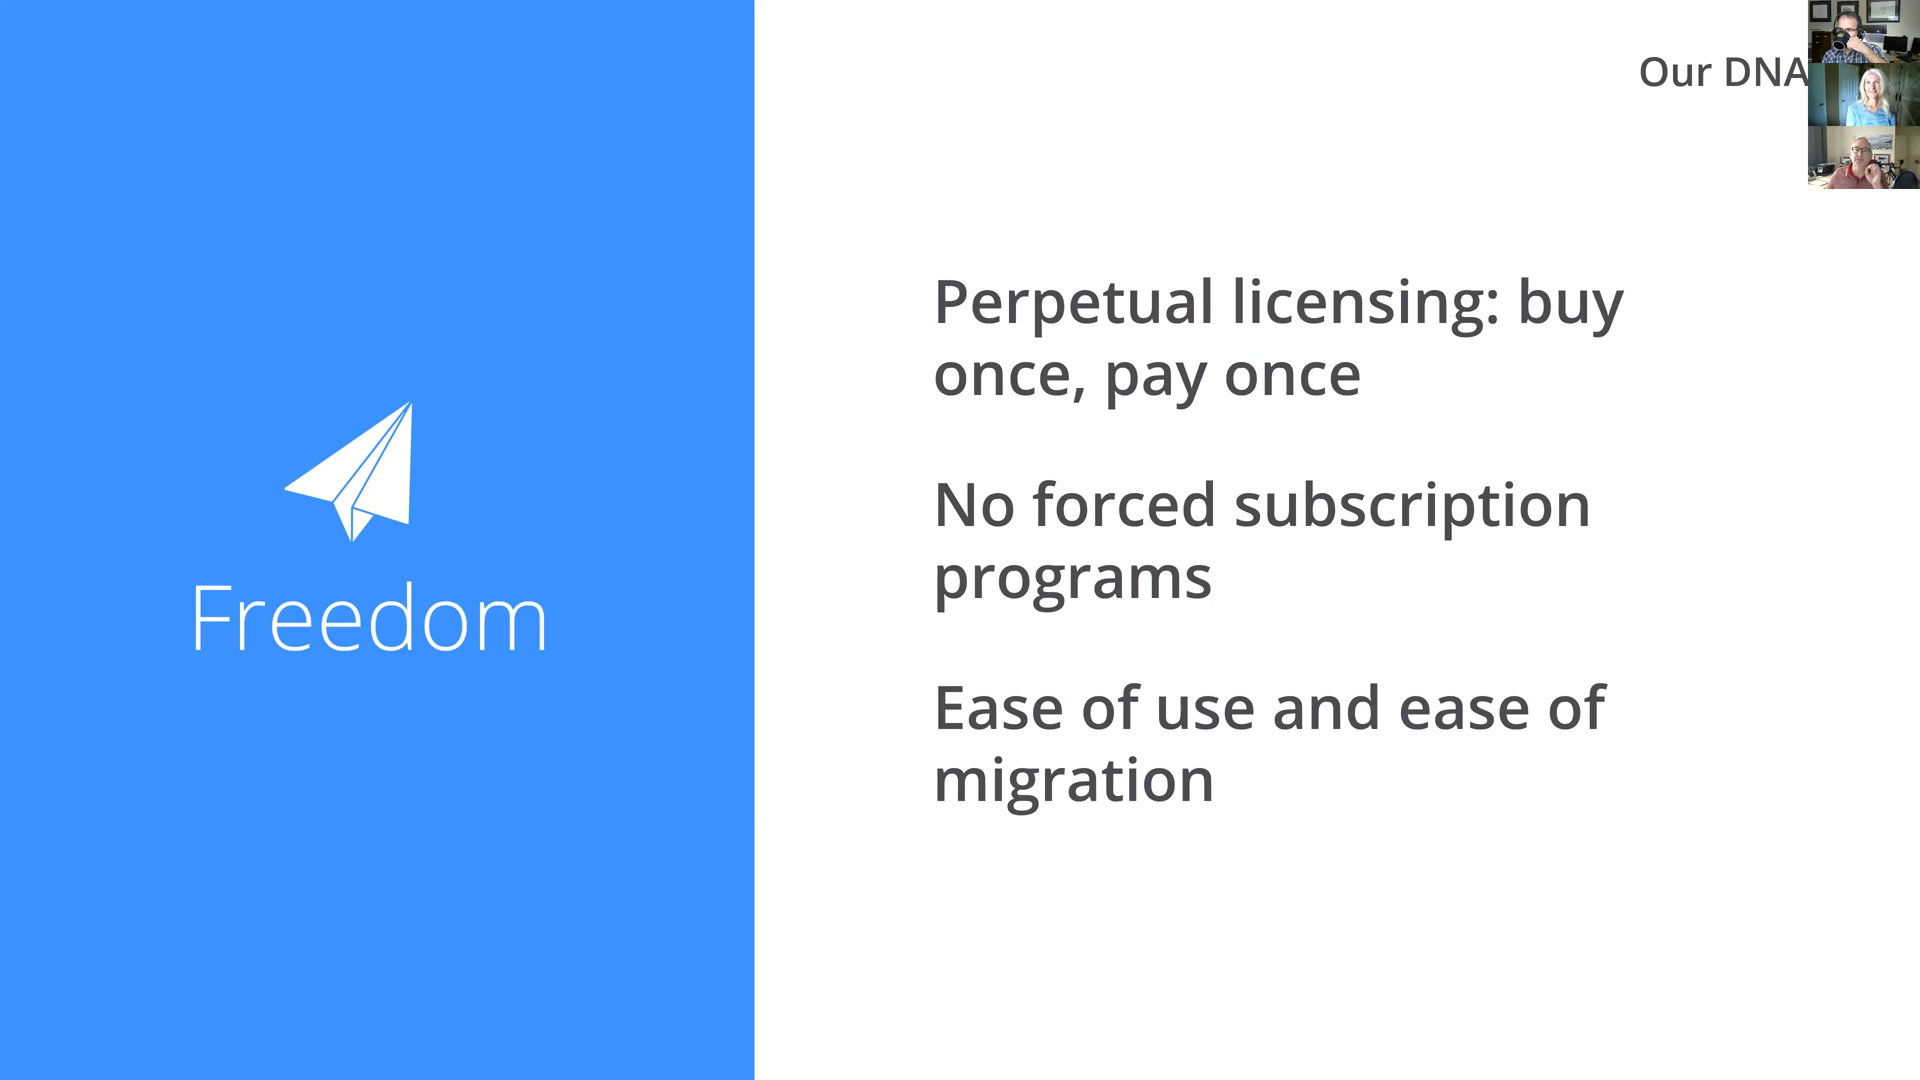 Our DNA
Freedom
Perpetual licensing: buy
once, pay once
No forced subscription
programs
Ease of use and ease of
migration